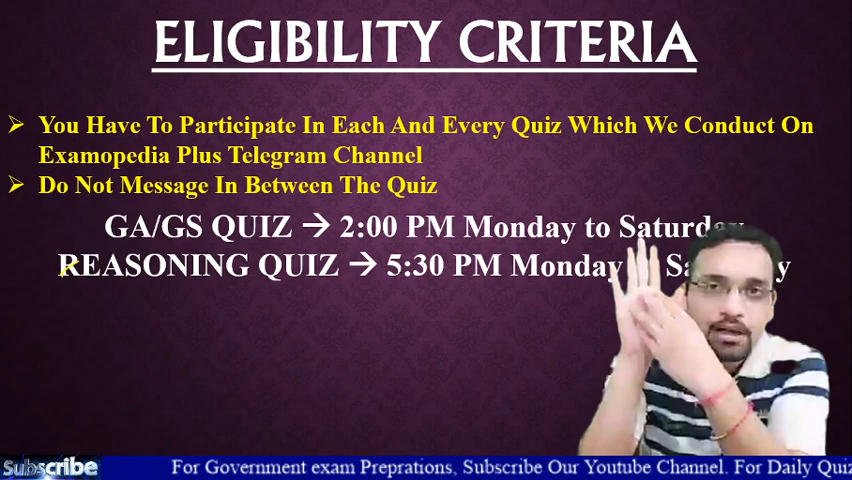 ELIGIBILITY CRITERIA
You Have To Participate In Each And Every Quiz Which We Conduct On
Examopedia Plus Telegram Channel
Do Not Message In Between The Quiz
GA/GS QUIZ → 2:00 PM Monday to Saturday
REASONING QUIZ → 5:30 PM Monday
Subscribe For Government exam Preprations, Subscribe Our Youtube Channel. For Daily Quiz